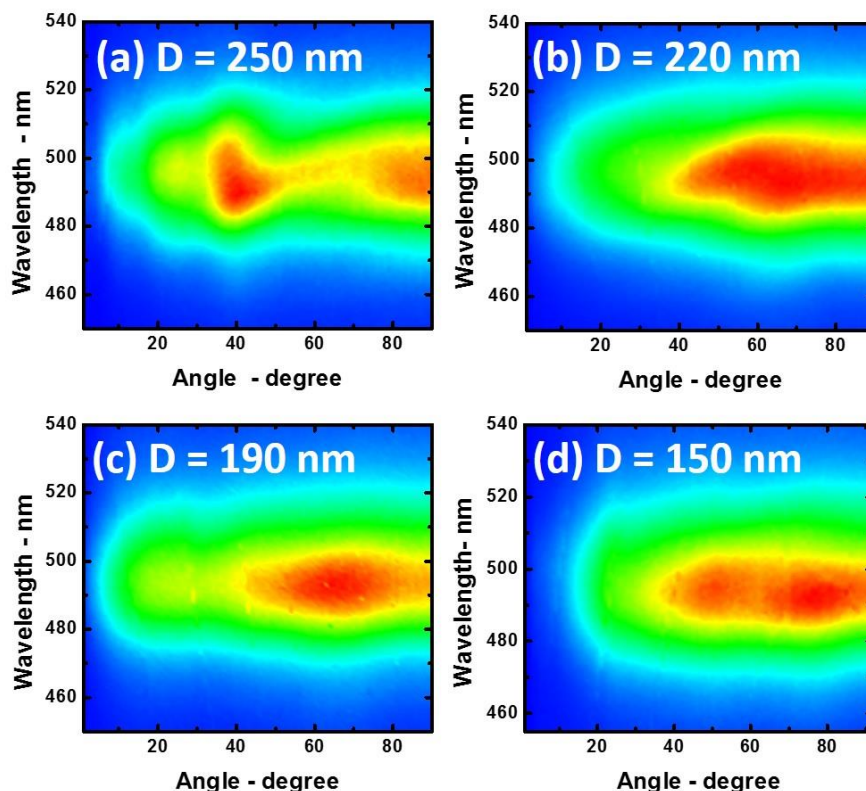 540
(a) D = 250 nm
520
500
480
460
Wavelength - nm
20 40 60 80
Angle - degree
540
(b) D = 220 nm
520
500
480
460
Wavelength - nm
20 40 60 80
Angle - degree
540
(c) D = 190 nm
520
500
480
460
Wavelength - nm
20 40 60 80
Angle - degree
540
(d) D = 150 nm
520
500
480
460
Wavelength- nm
20 40 60 80
Angle - degree